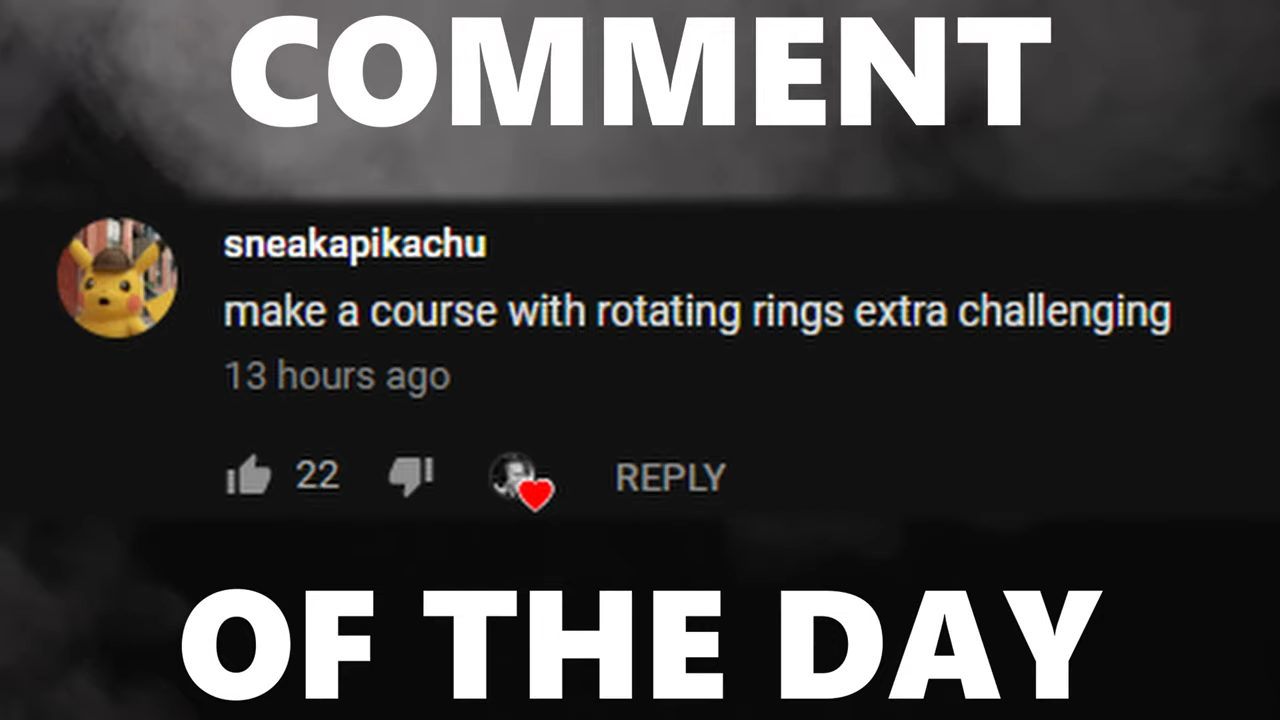 COMMENT
sneakapikachu
make a course with rotating rings extra challenging
13 hours ago
22
REPLY
OF THE DAY